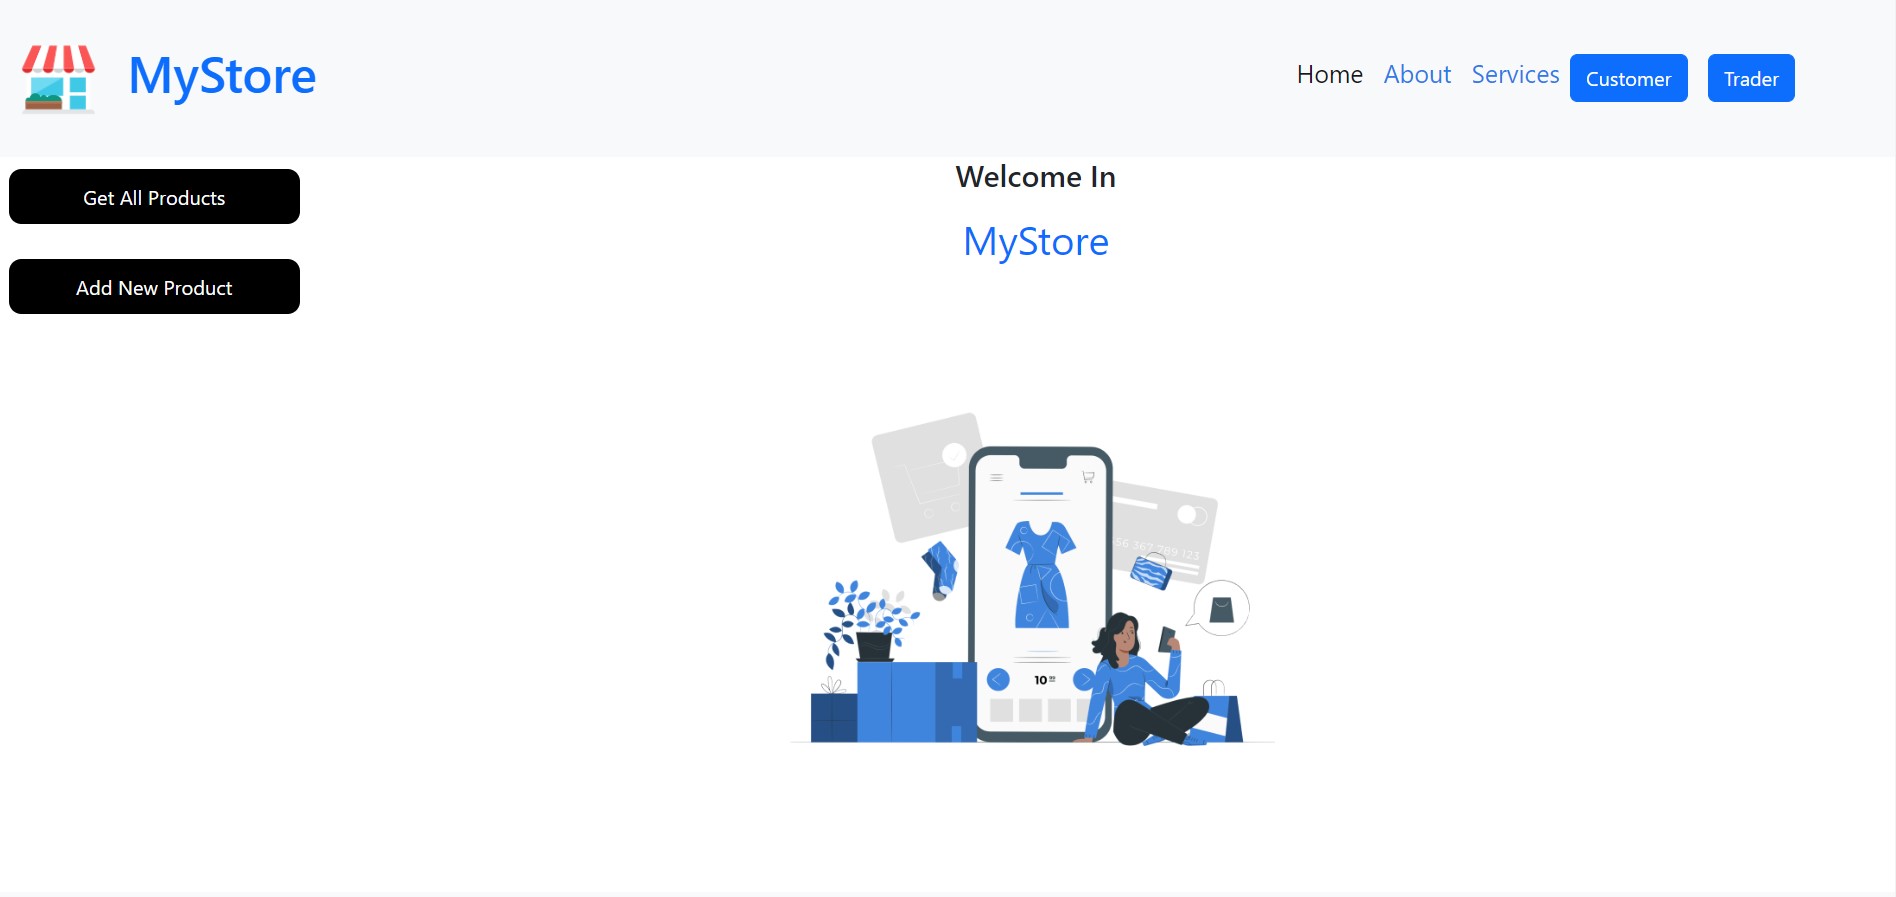 MyStore
Home About Services Customer Trader
Get All Products
Add New Product
Welcome In
MyStore
56 367 789 123
10